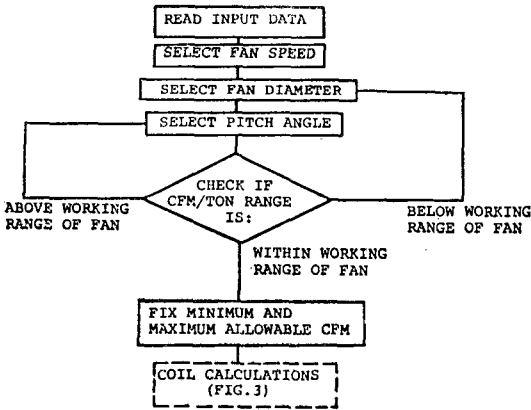 READ INPUT DATA
SELECT FAN SPEED
SELECT FAN DIAMETER
SELECT PITCH ANGLE
CHECK IF
CFM/TON RANGE
IS:
ABOVE WORKING
RANGE OF FAN
BELOW WORKING
RANGE OF FAN
WITHIN WORKING
RANGE OF FAN
FIX MINIMUM AND
MAXIMUM ALLOWABLE CFM
COIL CALCULATIONS
(FIG.3)